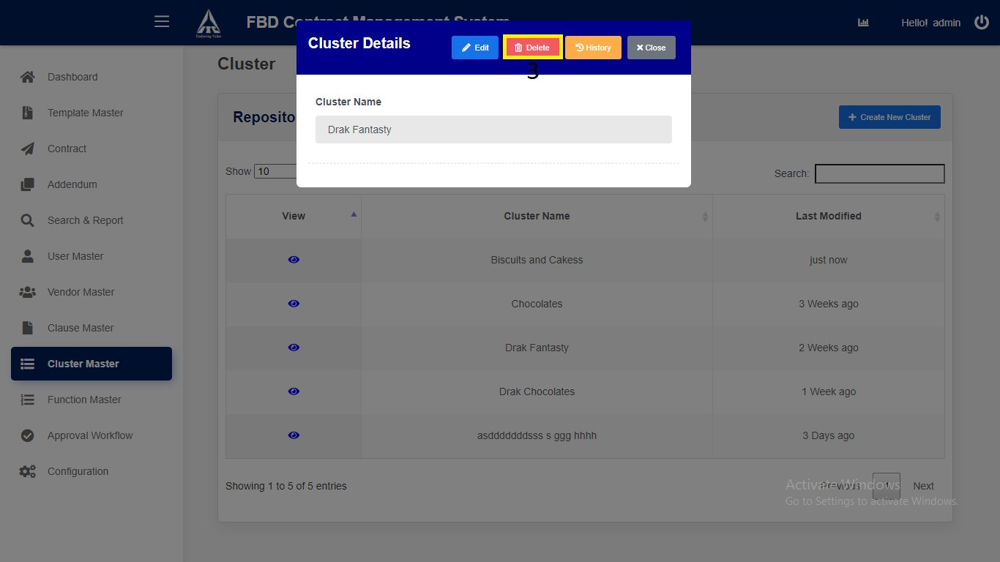 FBD Contract Management System
Hello! admin
Cluster Details
Edit
Delete
History
Close
3
Cluster Name
Drak Fantasty
Dashboard
Template Master
Contract
Addendum
Search & Report
User Master
Vendor Master
Clause Master
Cluster Master
Function Master
Approval Workflow
Configuration
Cluster
Reposito
Create New Cluster
Show 10
Search:
View Cluster Name Last Modified
Biscuits and Cakess just now
Chocolates 3 Weeks ago
Drak Fantasty 2 Weeks ago
Drak Chocolates 1 Week ago
asdddddddsss s ggg hhhh 3 Days ago
Showing 1 to 5 of 5 entries
Previous 1 Next
Activate Windows
Go to Settings to activate Windows.